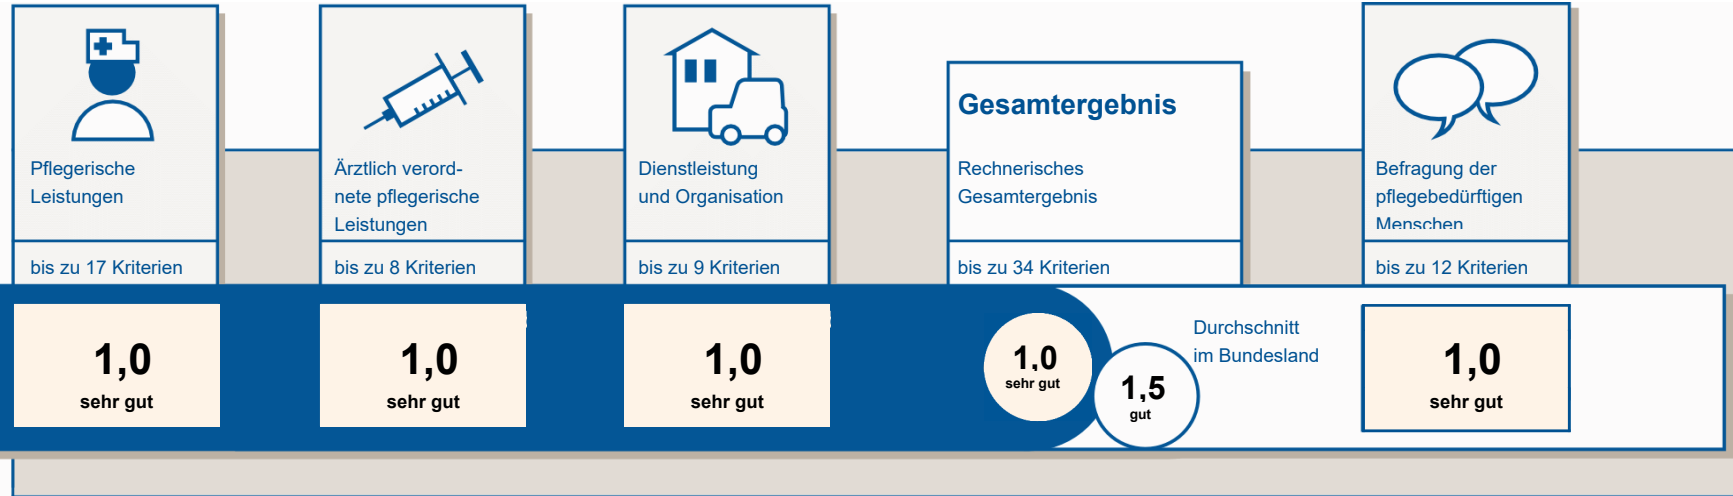 Pflegerische
Leistungen
bis zu 17 Kriterien
1,0
sehr gut
Ärztlich verord-
nete pflegerische
Leistungen
bis zu 8 Kriterien
1,0
sehr gut
Dienstleistung
und Organisation
bis zu 9 Kriterien
1,0
sehr gut
Gesamtergebnis
Rechnerisches
Gesamtergebnis
bis zu 34 Kriterien
1,0
sehr gut
1,5
gut
Durchschnitt
im Bundesland
Befragung der
pflegebedürftigen
Menschen
bis zu 12 Kriterien
1,0
sehr gut